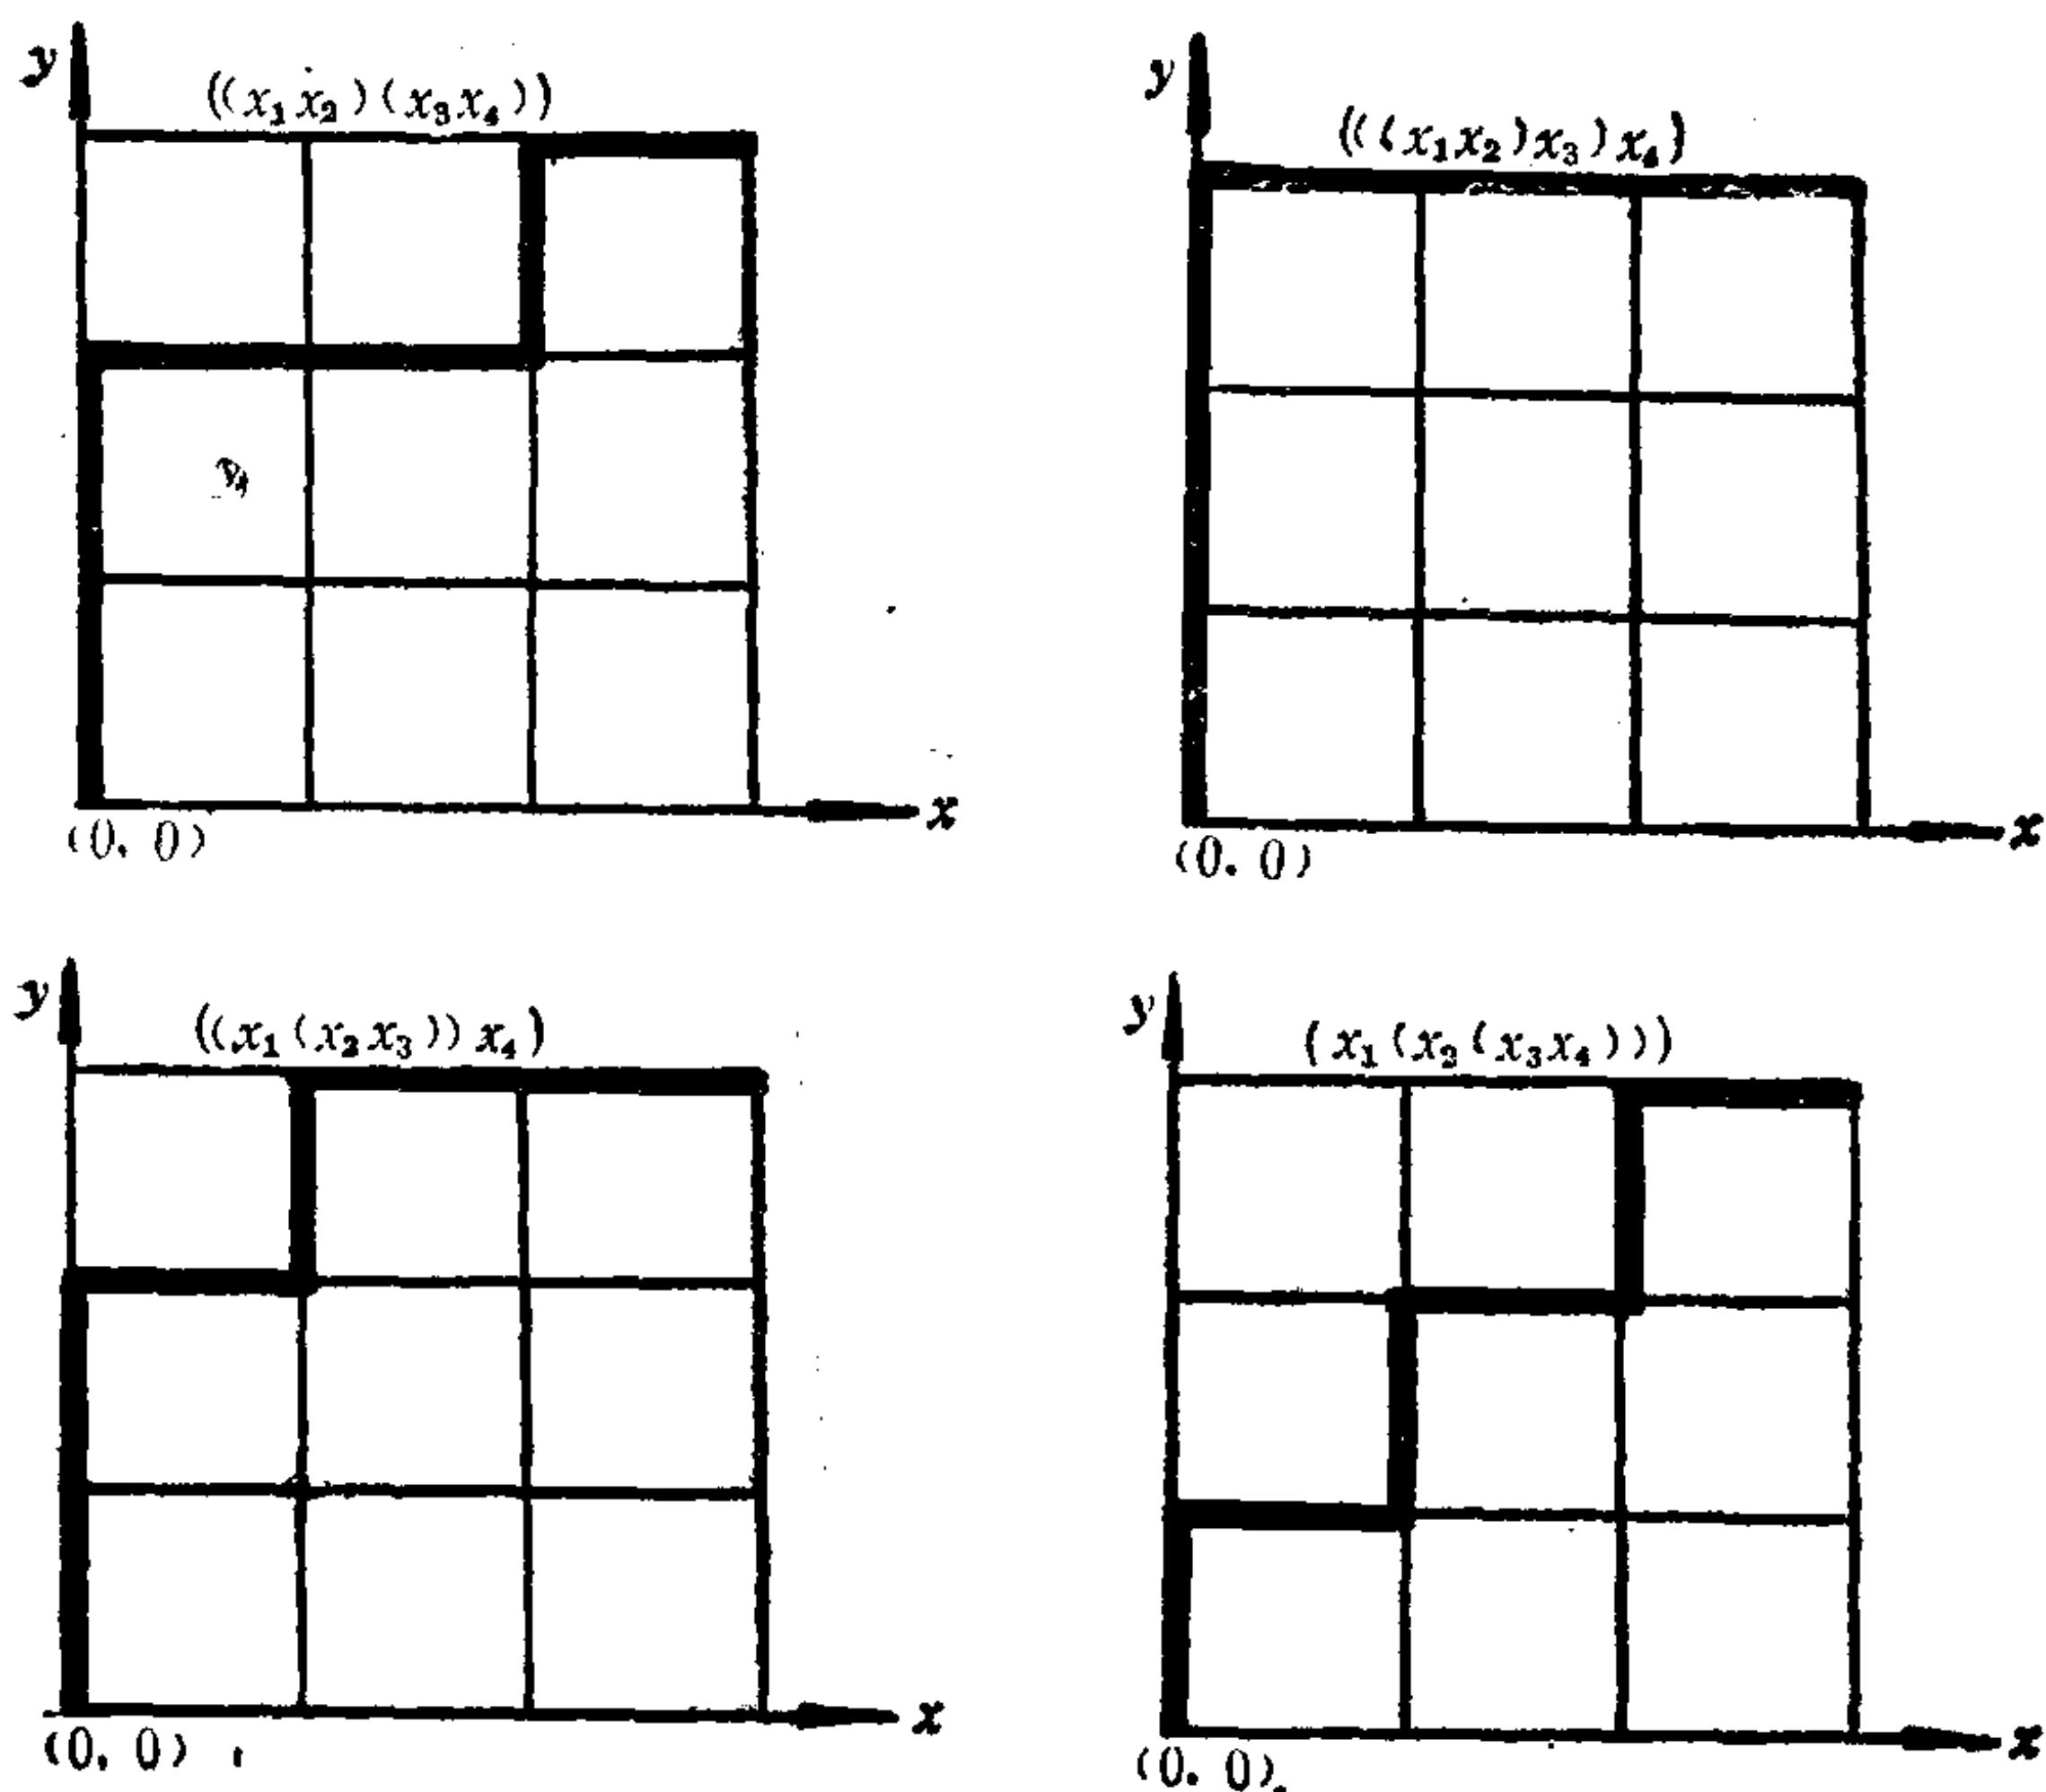 y
((x₁x₂)(x₃x₄))
x
(0, 0)
y
(((x₁x₂)x₃)x₄)
x
(0. 0)
y
((x₁(x₂x₃))x₄)
x
(0, 0)
y
(x₁(x₂(x₃x₄)))
x
(0. 0)